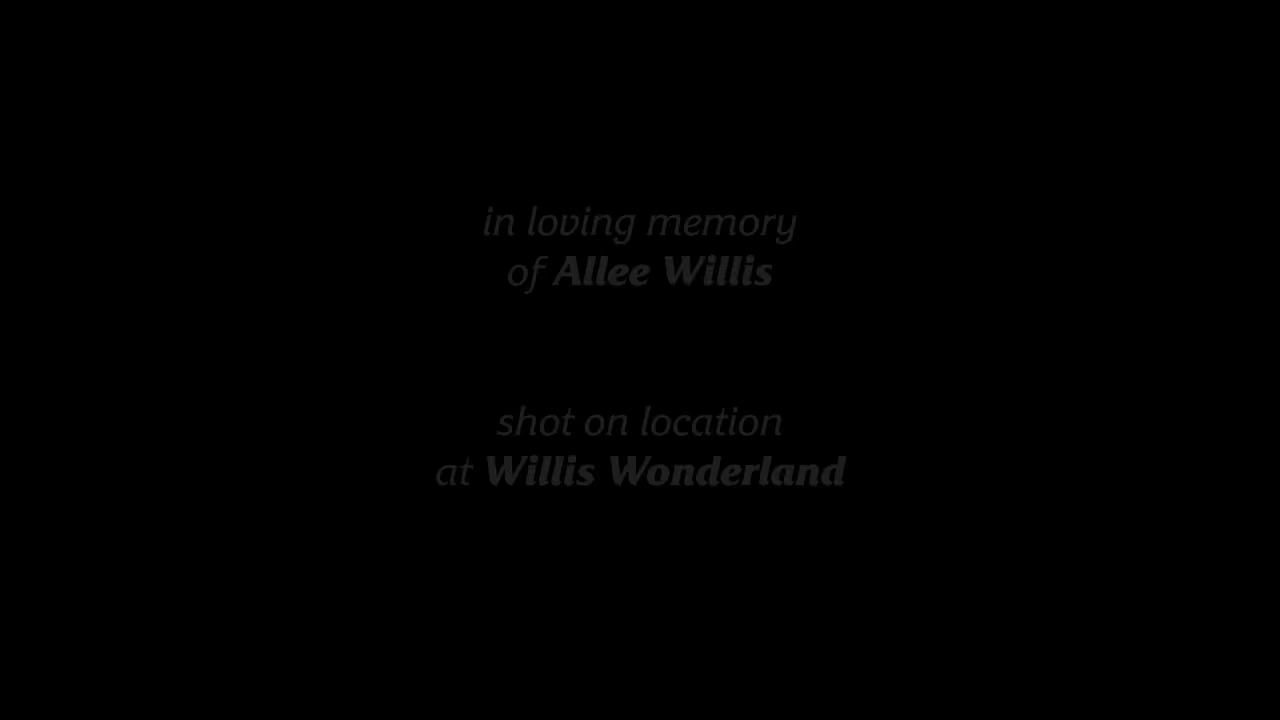 in loving memory
of Allee Willis
shot on location
at Willis Wonderland